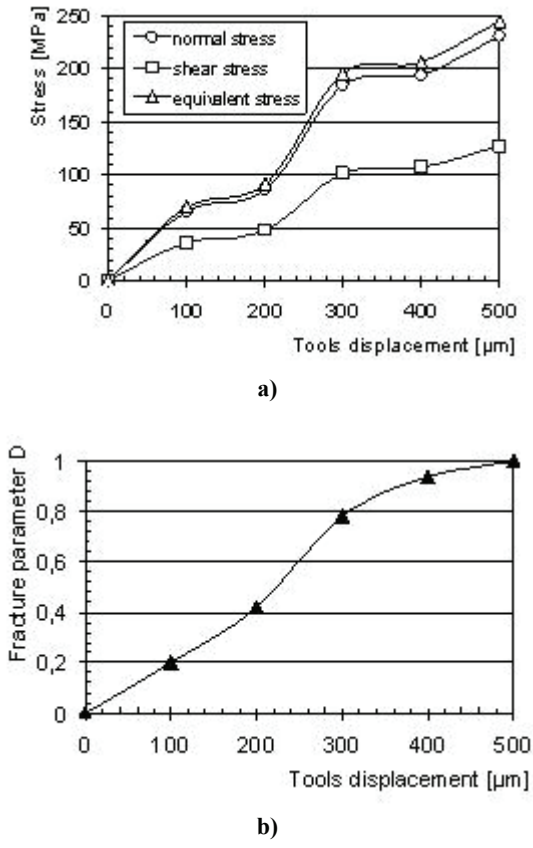 Stress [MPa]
250
200
150
100
50
0
normal stress
shear stress
equivalent stress
0 100 200 300 400 500
Tools displacement [µm]
a)
Fracture parameter D
1
0,8
0,6
0,4
0,2
0
0 100 200 300 400 500
Tools displacement [µm]
b)